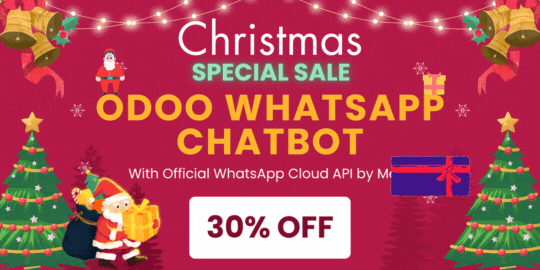 Christmas
SPECIAL SALE
ODOO WHATSAPP
CHATBOT
With Official WhatsApp Cloud API by
30% OFF